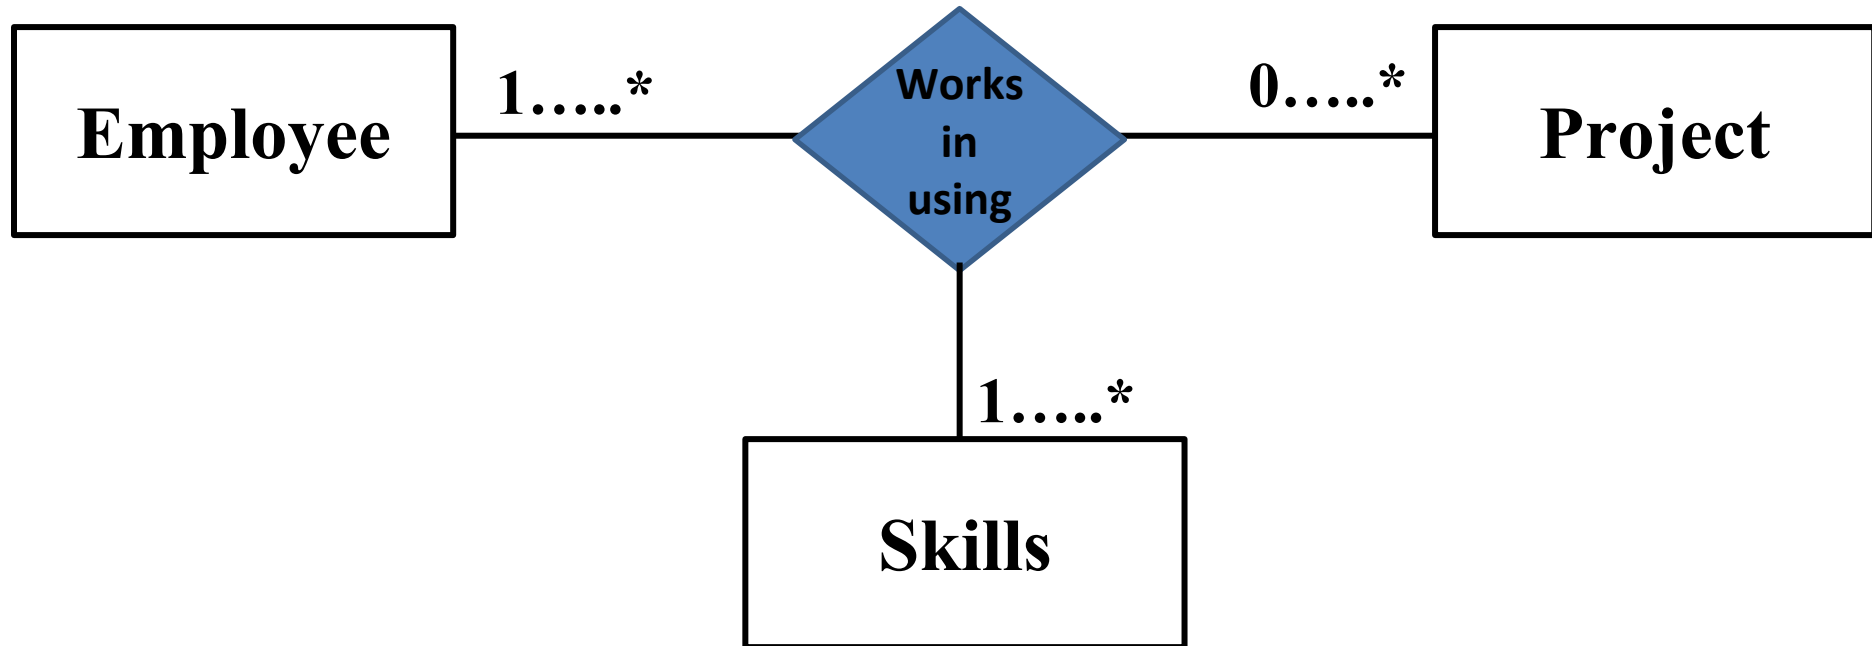 Employee
1…..*
Works
in
using
0…..*
Project
1…..*
Skills